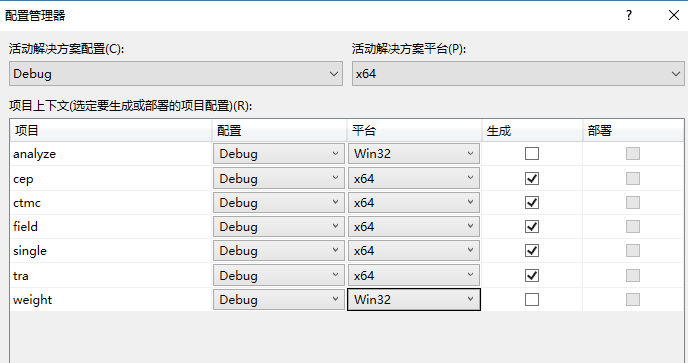 配置管理器
活动解决方案配置(C):
活动解决方案平台(P):
Debug
x64
项目上下文(选定要生成或部署的项目配置)(R):
项目 配置 平台 生成 部署
analyze Debug Win32
cep Debug x64
ctmc Debug x64
field Debug x64
single Debug x64
tra Debug x64
weight Debug Win32